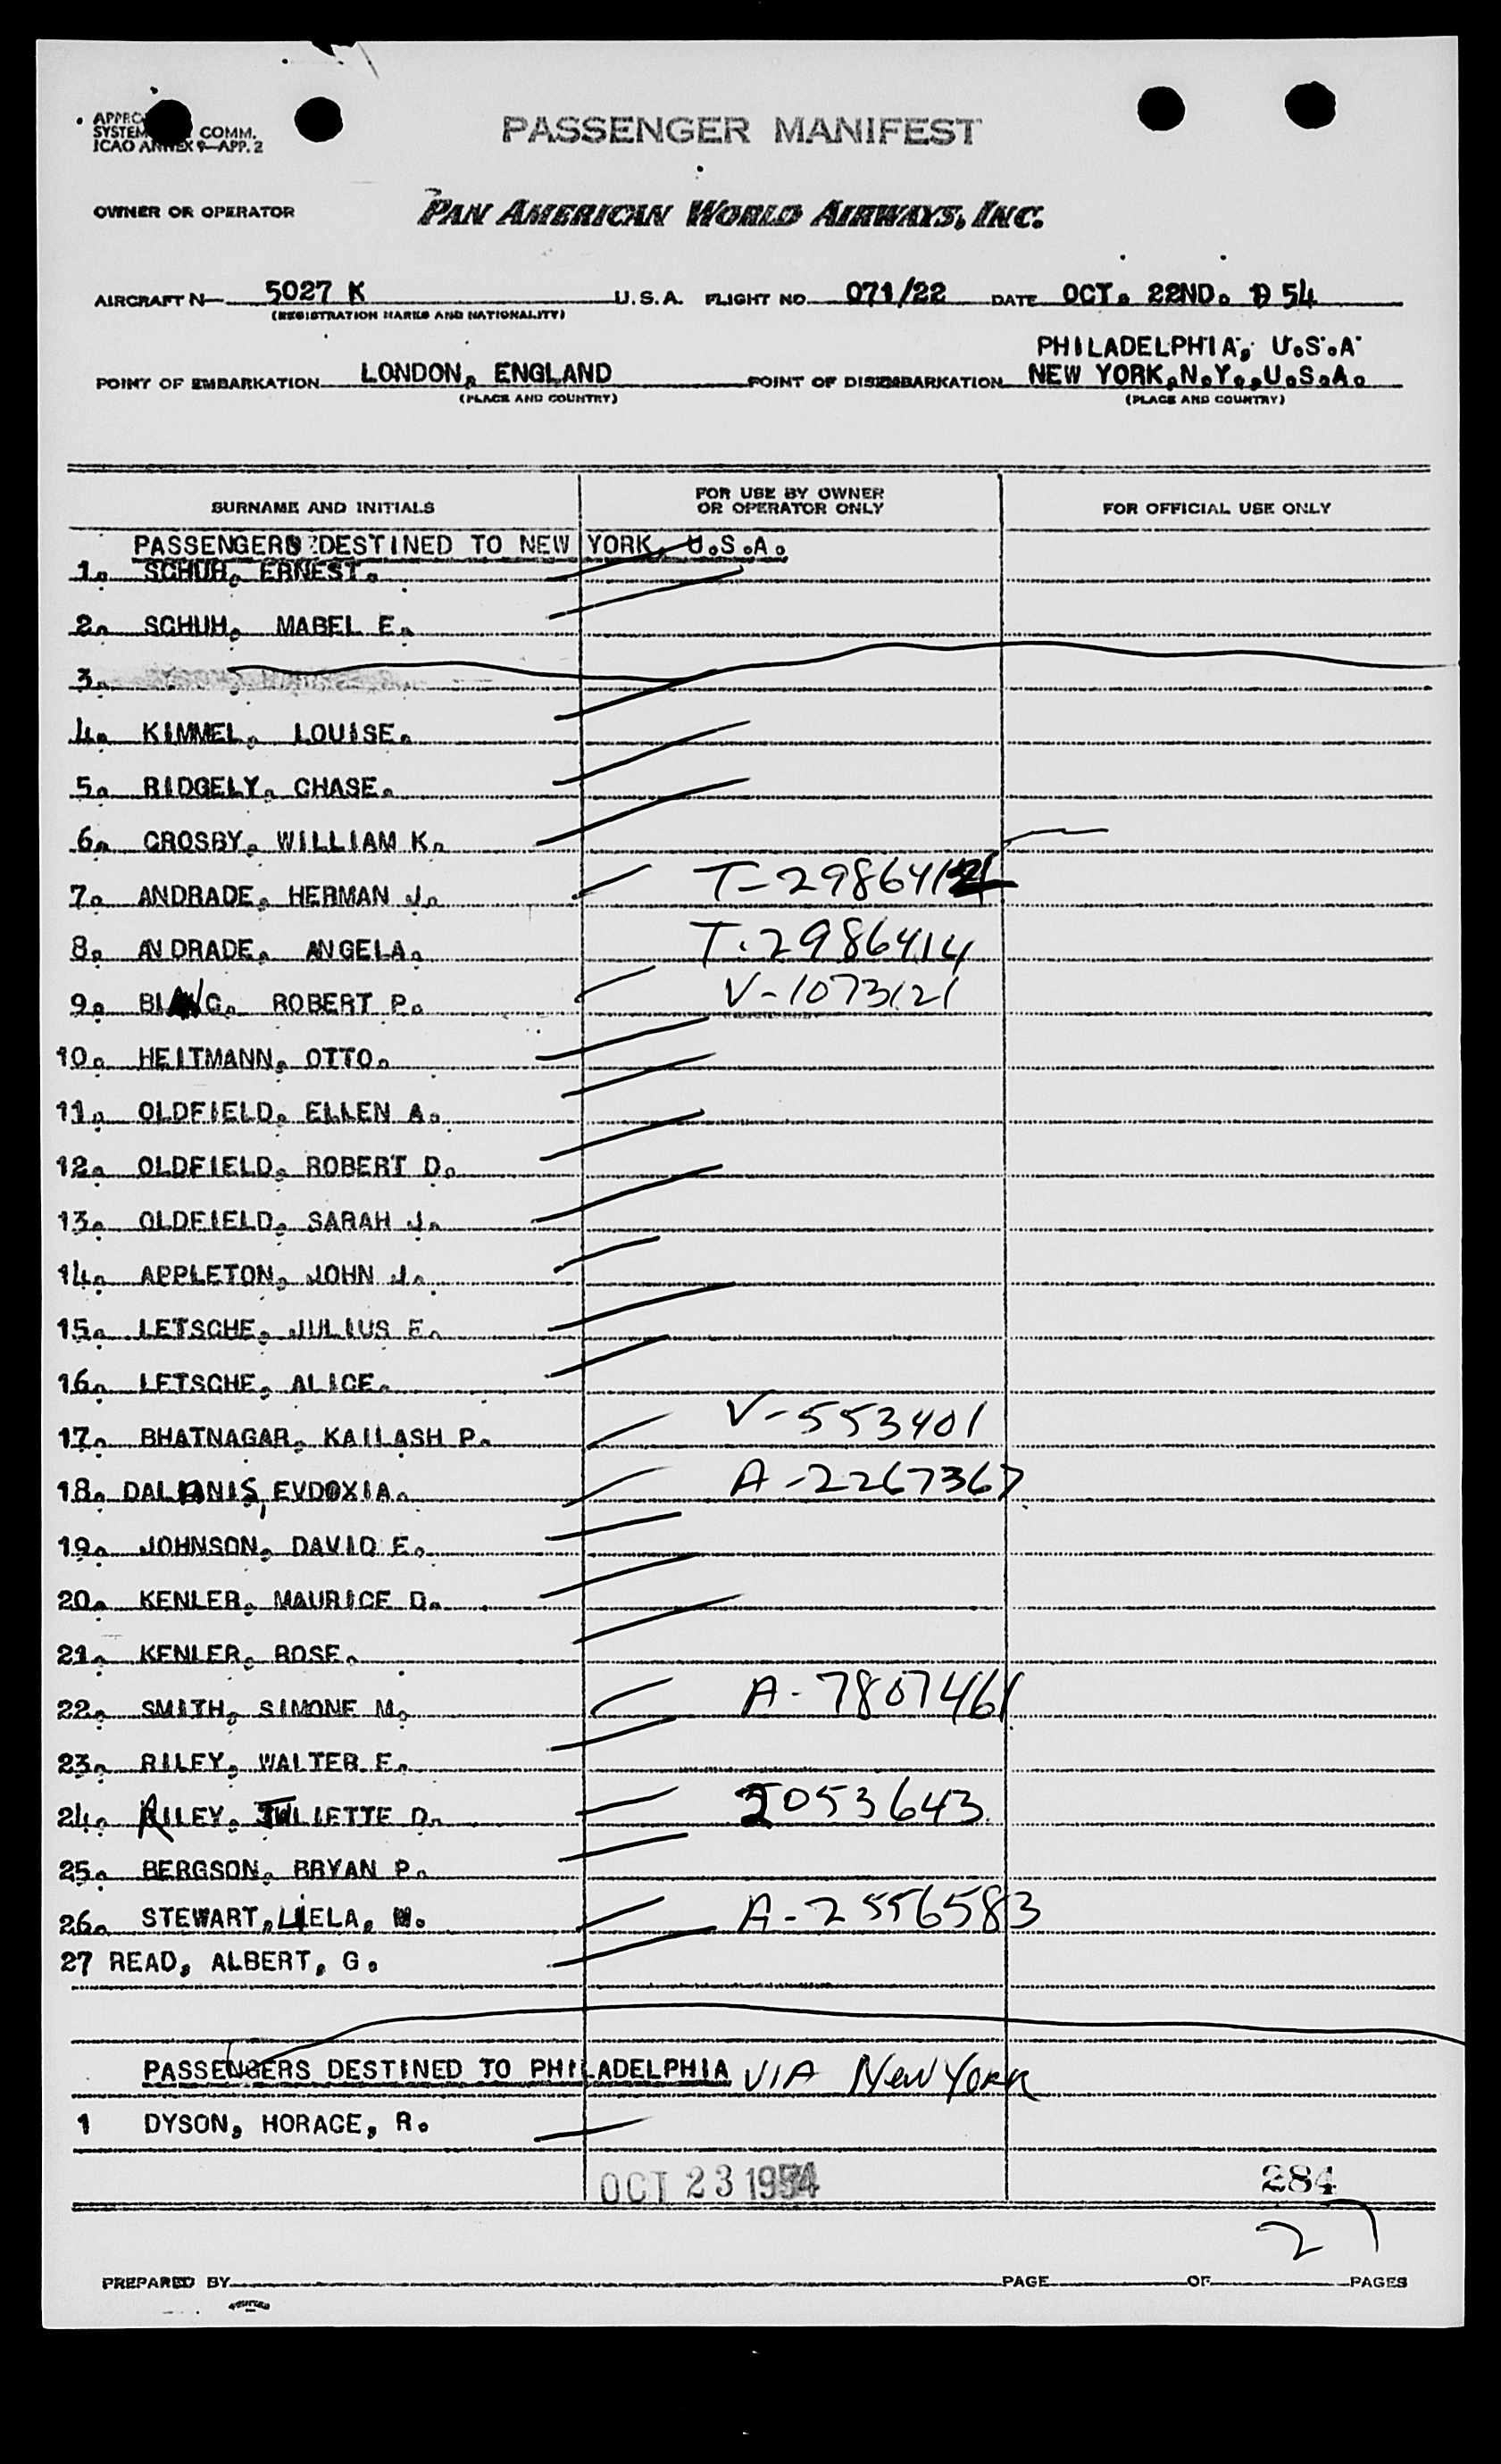 SYSTEM COMM.
ICAO ANNEX 9—APP. 2
PASSENGER MANIFEST
OWNER OR OPERATOR PAN AMERICAN WORLD AIRWAYS, INC.
AIRCRAFT N— 5027 K U.S.A. FLIGHT NO. 071/22 DATE OCT. 22ND. 54
(REGISTRATION MARKS AND NATIONALITY)
PHILADELPHIA, U.S.A
POINT OF EMBARKATION LONDON, ENGLAND POINT OF DISEMBARKATION NEW YORK,N.Y.,U.S.A.
(PLACE AND COUNTRY) (PLACE AND COUNTRY)
SURNAME AND INITIALS FOR USE BY OWNER OR OPERATOR ONLY FOR OFFICIAL USE ONLY
PASSENGERS DESTINED TO NEW YORK, U.S.A.
1. SCHUH, ERNEST.
2. SCHUH, MABEL E.
3.
4. KIMMEL, LOUISE.
5. RIDGELY, CHASE.
6. CROSBY, WILLIAM K.
7. ANDRADE, HERMAN J. T-298641
8. ANDRADE, ANGELA. T.2986414
9. ROBERT P. V-1073121
10. HEITMANN, OTTO.
11. OLDFIELD, ELLEN A.
12. OLDFIELD, ROBERT D.
13. OLDFIELD, SARAH J.
14. APPLETON, JOHN J.
15. LETSCHE, JULIUS E.
16. LETSCHE, ALICE.
17. BHATNAGAR, KAILASH P. V-553401
18. DALIANIS, EVDOXIA. A-2267367
19. JOHNSON, DAVID E.
20. KENLER, MAURICE D.
21. KENLER, ROSE.
22. SMITH, SIMONE M. A-7807461
23. RILEY, WALTER E.
24. RILEY, JULIETTE D. 2053643
25. BERGSON, BRYAN P.
26. STEWART, LIELA, W. A-2556583
27 READ, ALBERT, G.
PASSENGERS DESTINED TO PHILADELPHIA VIA New York
1 DYSON, HORACE, R.
OCT 23 1954 284
27
PREPARED BY PAGE OF PAGES